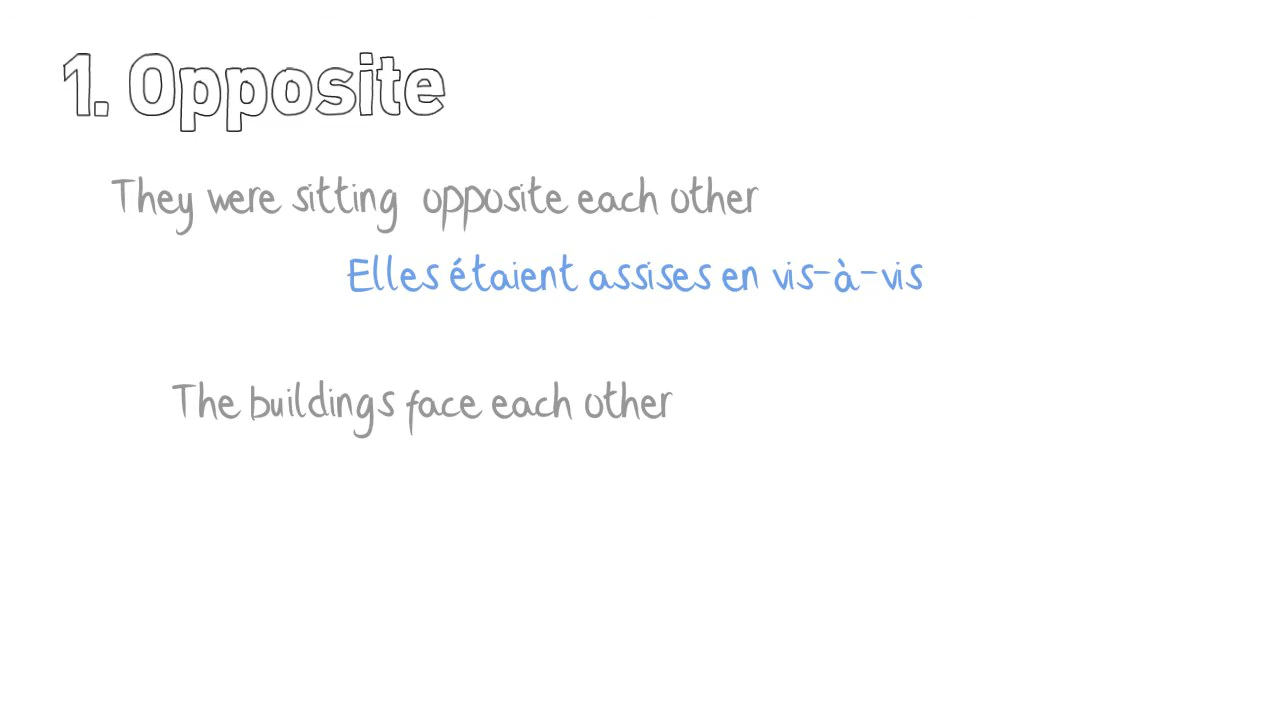 1. Opposite
They were sitting opposite each other
Elles étaient assises en vis-à-vis
The buildings face each other